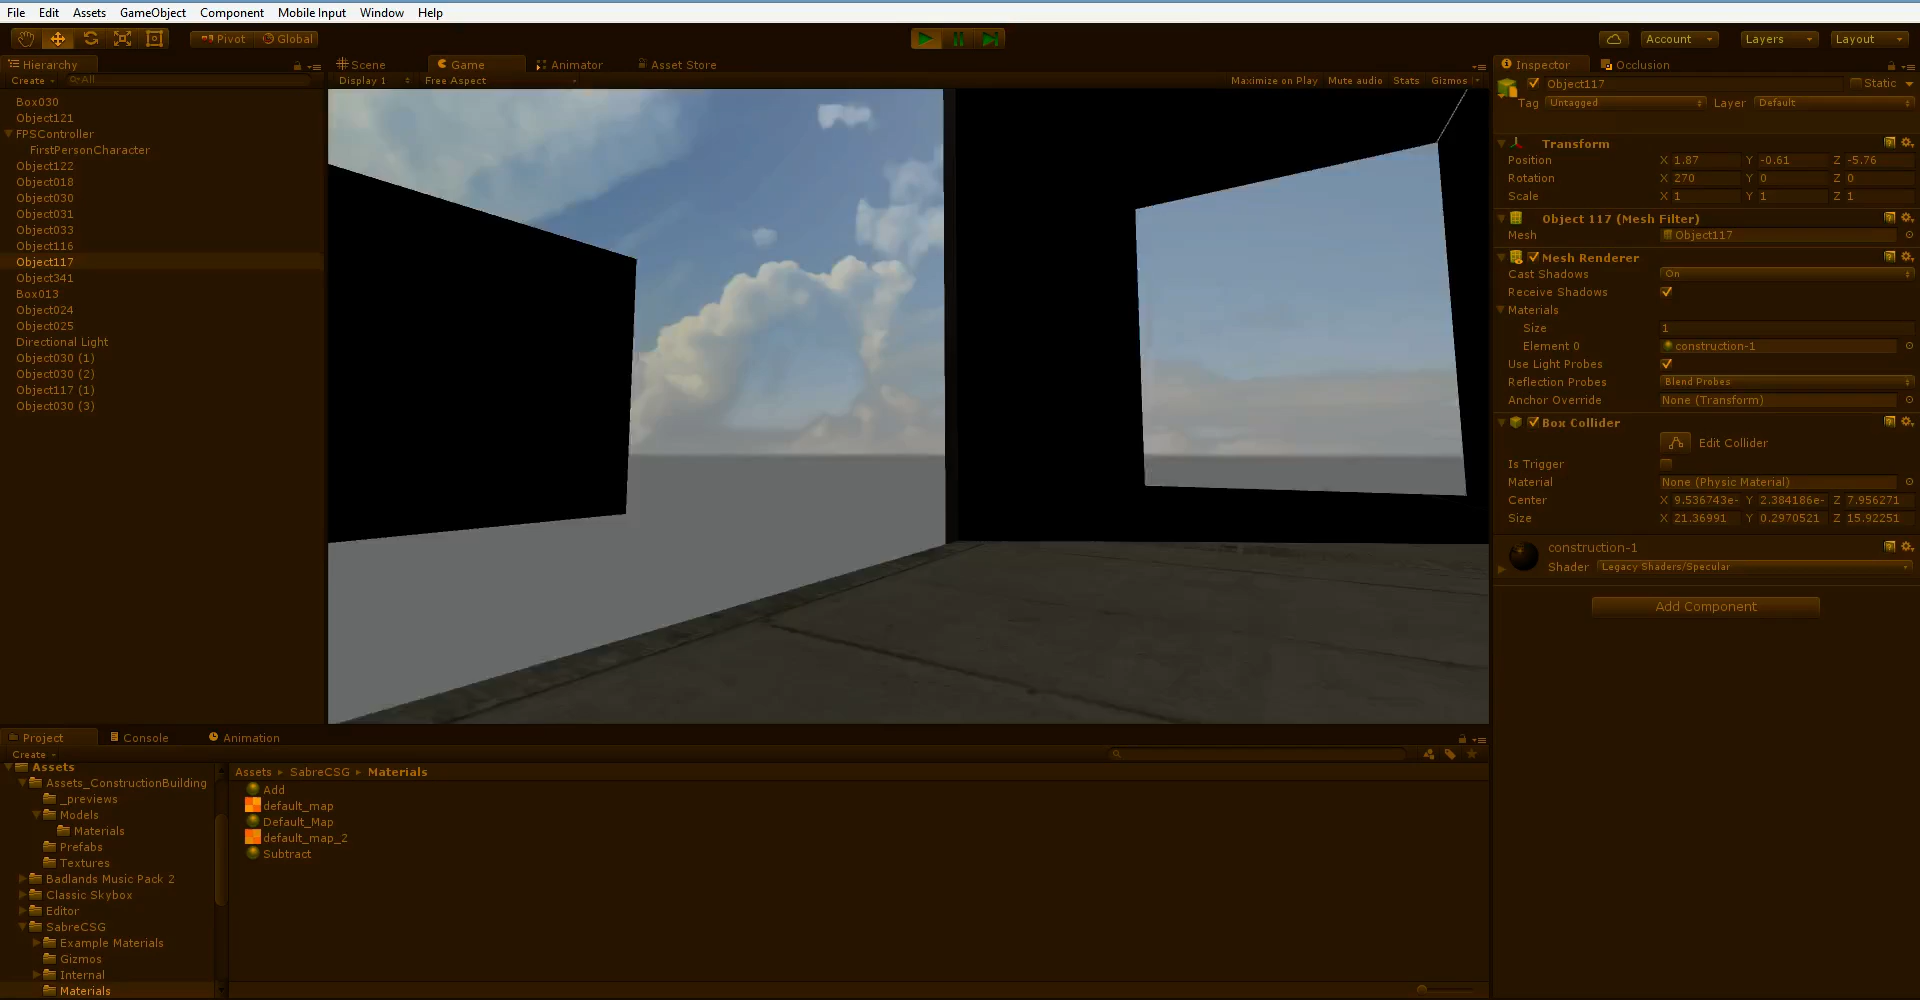 File Edit Assets GameObject Component Mobile Input Window Help
Pivot Global Account Layers Layout
Hierarchy Scene Game Animator Asset Store Inspector Occlusion
Create All Display 1 Free Aspect Maximize on Play Mute audio Stats Gizmos
Box030
Object121
FPSController
FirstPersonCharacter
Object122
Object018
Object030
Object031
Object033
Object116
Object117
Object341
Box013
Object024
Object025
Directional Light
Object030 (1)
Object030 (2)
Object117 (1)
Object030 (3)
Object117 Static
Tag Untagged Layer Default
Transform
Position X 1.87 Y -0.61 Z -5.76
Rotation X 270 Y 0 Z 0
Scale X 1 Y 1 Z 1
Object 117 (Mesh Filter)
Mesh Object117
Mesh Renderer
Cast Shadows On
Receive Shadows
Materials
Size 1
Element 0 construction-1
Use Light Probes
Reflection Probes Blend Probes
Anchor Override None (Transform)
Box Collider
Edit Collider
Is Trigger
Material None (Physic Material)
Center X 9.536743e- Y 2.384186e- Z 7.956271
Size X 21.36991 Y 0.2970521 Z 15.92251
construction-1
Shader Legacy Shaders/Specular
Add Component
Project Console Animation
Create
Assets
Assets_ConstructionBuilding
_previews
Models
Materials
Prefabs
Textures
Badlands Music Pack 2
Classic Skybox
Editor
SabreCSG
Example Materials
Gizmos
Internal
Materials
Assets SabreCSG Materials
Add
default_map
Default_Map
default_map_2
Subtract